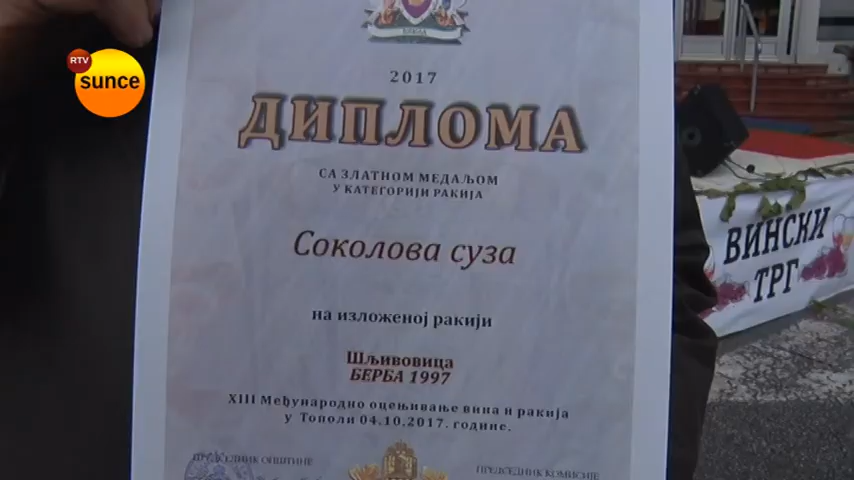 RTV
sunce
2017
ДИПЛОМА
СА ЗЛАТНОМ МЕДАЉОМ
У КАТЕГОРИЈИ РАКИЈА
Соколова суза
на изложеној ракији
Шљивовица
БЕРБА 1997
XIII Међународно оцењивање вина и ракија
у Тополи 04.10.2017. године.
ПРЕДСЕДНИК ОПШТИНЕ
ПРЕДСЕДНИК КОМИСИЈЕ
ВИНСКИ
ТРГ